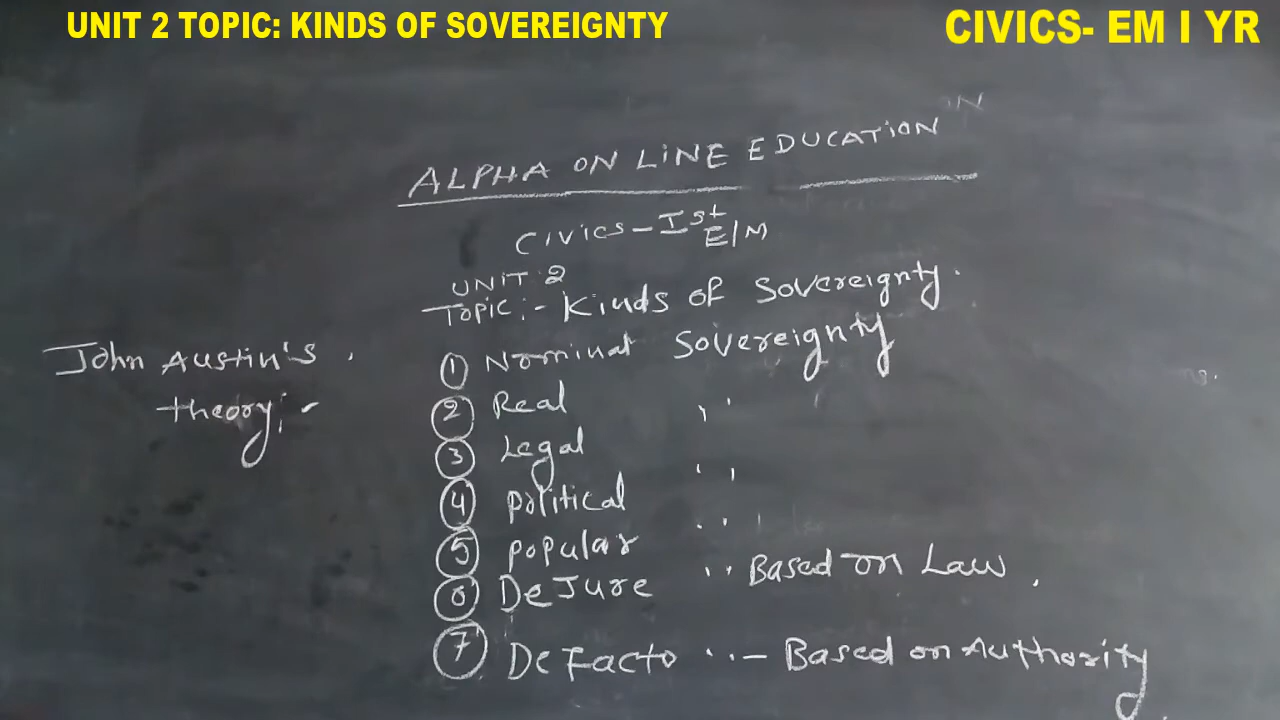 UNIT 2 TOPIC: KINDS OF SOVEREIGNTY
CIVICS- EM I YR
ALPHA ON LINE EDUCATION
CIVICS - Ist E/M
UNIT 2
TOPIC :- Kinds of Sovereignty.
John Austin's
theory:-
① Nominal Sovereignty
② Real ,,
③ Legal ,,
④ political ,,
⑤ popular
⑥ De Jure ,, Based on Law.
⑦ De Facto ,, - Based on Authority